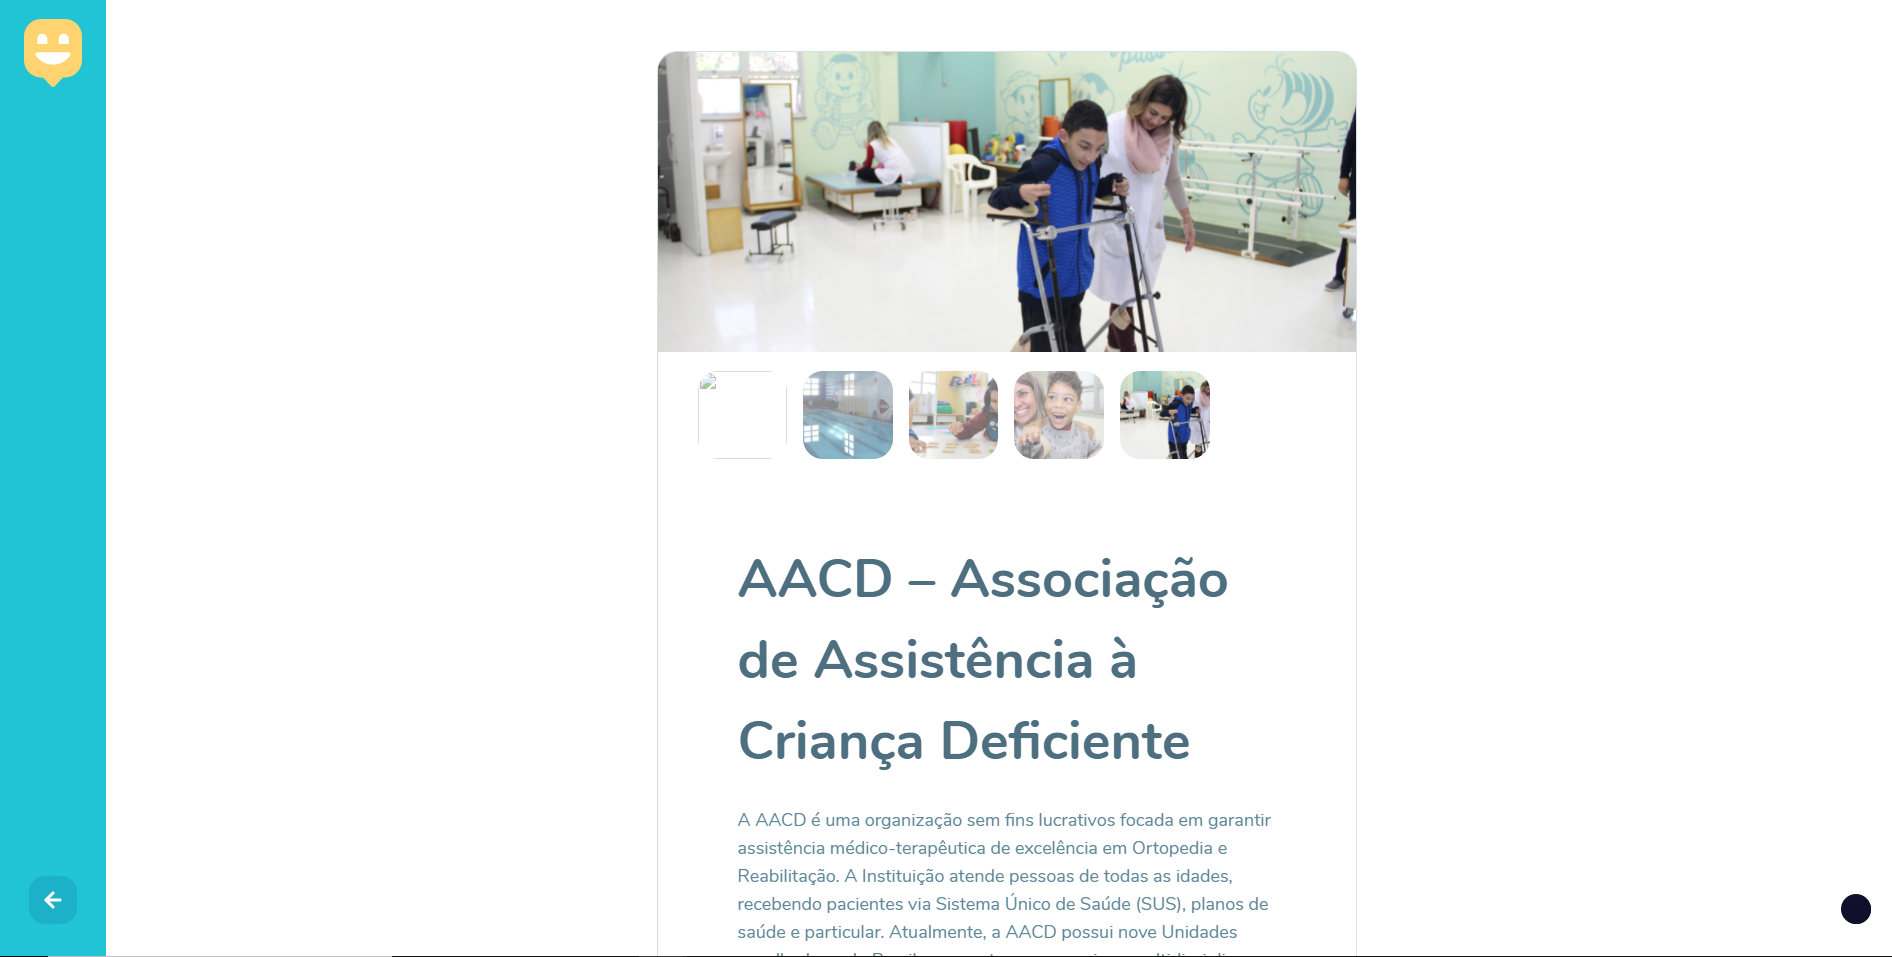 AACD – Associação
de Assistência à
Criança Deficiente
A AACD é uma organização sem fins lucrativos focada em garantir
assistência médico-terapêutica de excelência em Ortopedia e
Reabilitação. A Instituição atende pessoas de todas as idades,
recebendo pacientes via Sistema Único de Saúde (SUS), planos de
saúde e particular. Atualmente, a AACD possui nove Unidades